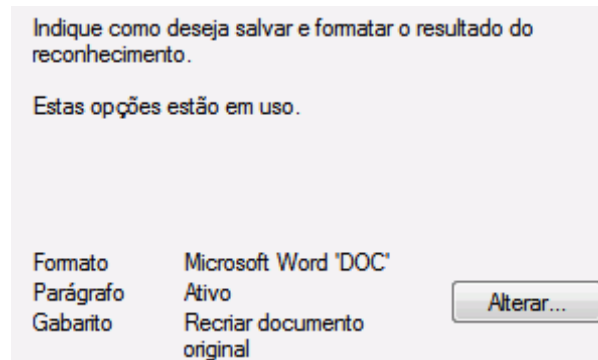 Indique como deseja salvar e formatar o resultado do
reconhecimento.
Estas opções estão em uso.
Formato Microsoft Word "DOC"
Parágrafo Ativo
Alterar...
Gabarito Recriar documento
original